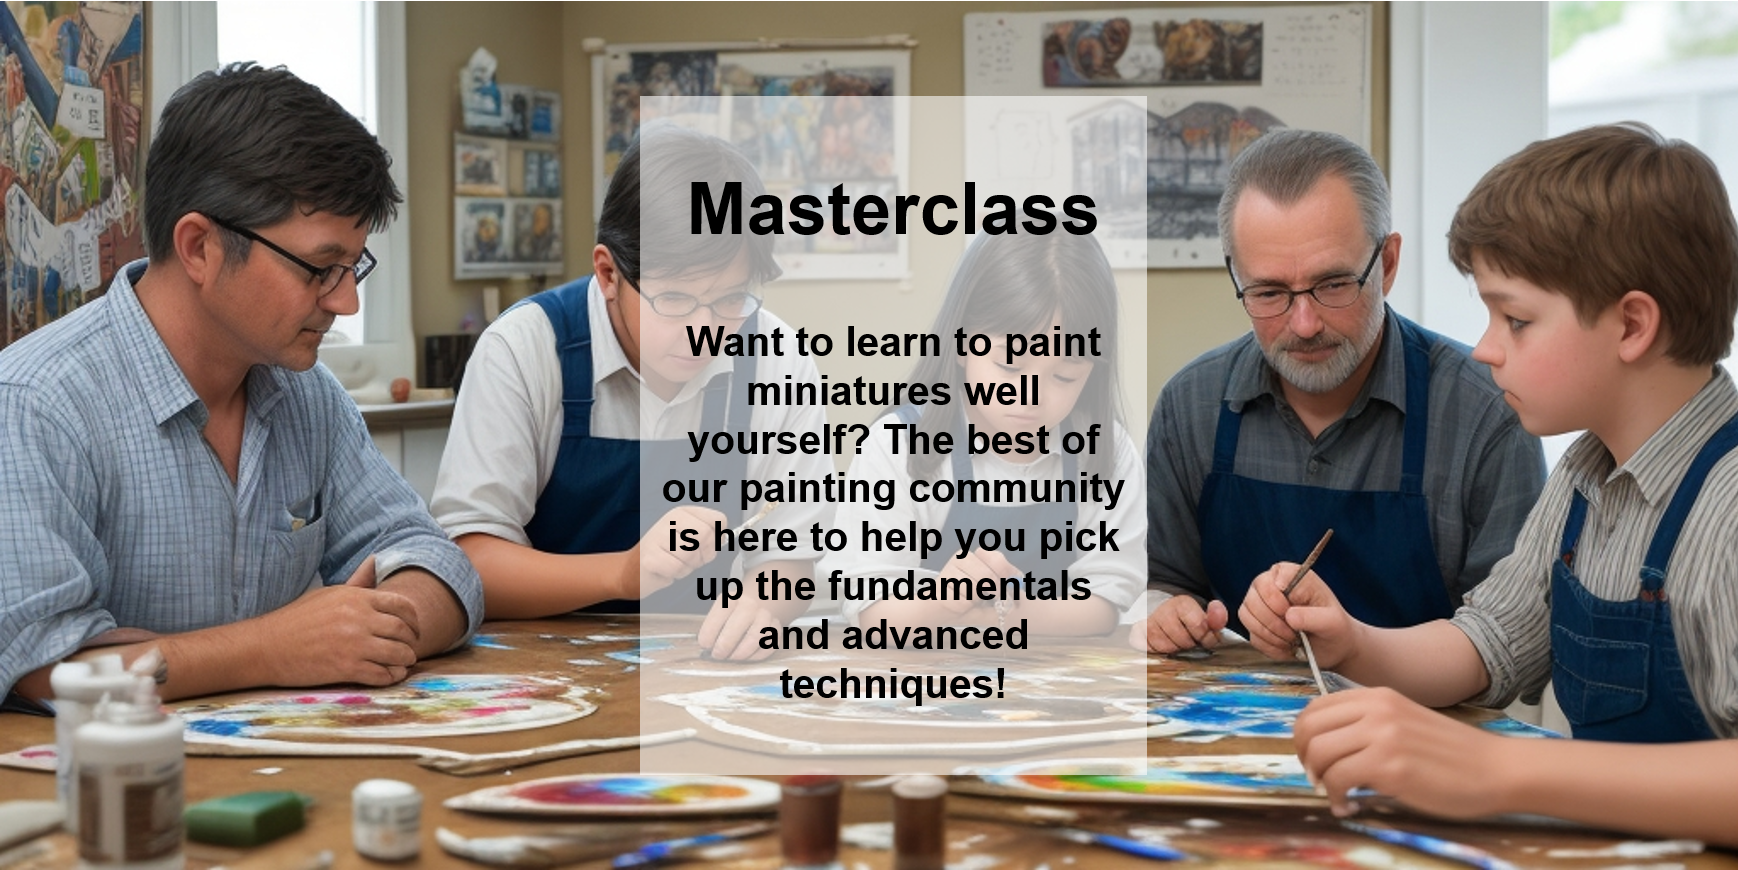 Masterclass
Want to learn to paint
miniatures well
yourself? The best of
our painting community
is here to help you pick
up the fundamentals
and advanced
techniques!